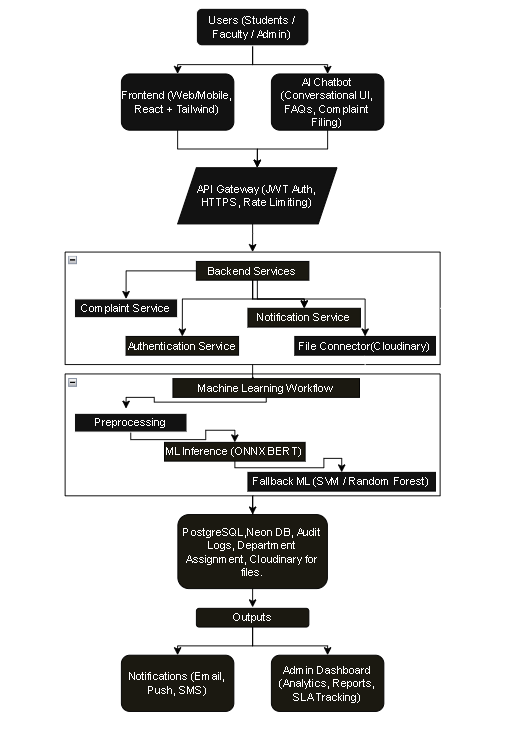 Users (Students /
Faculty / Admin)
Frontend (Web/Mobile,
React + Tailwind)
AI Chatbot
(Conversational UI,
FAQs, Complaint
Filing)
API Gateway (JWT Auth,
HTTPS, Rate Limiting)
Backend Services
Complaint Service
Notification Service
Authentication Service
File Connector(Cloudinary)
Machine Learning Workflow
Preprocessing
ML Inference (ONNX BERT)
Fallback ML (SVM / Random Forest)
PostgreSQL,Neon DB, Audit
Logs, Department
Assignment, Cloudinary for
files.
Outputs
Notifications (Email,
Push, SMS)
Admin Dashboard
(Analytics, Reports,
SLA Tracking)